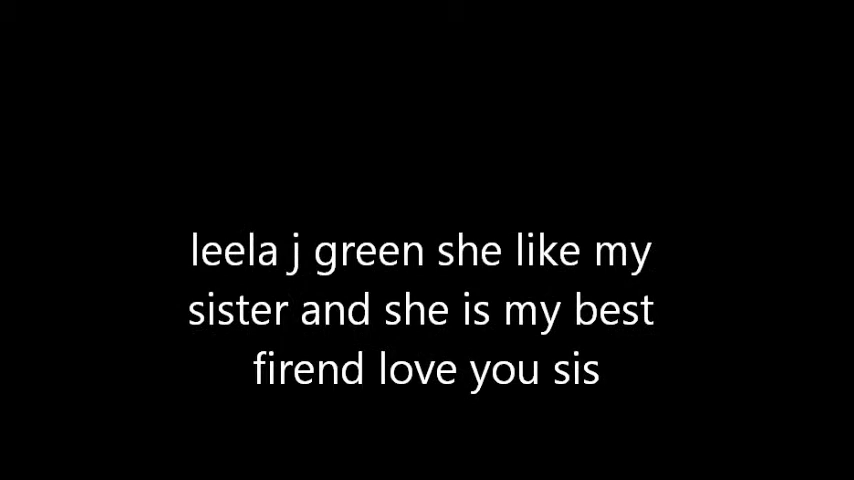 leela j green she like my
sister and she is my best
firend love you sis